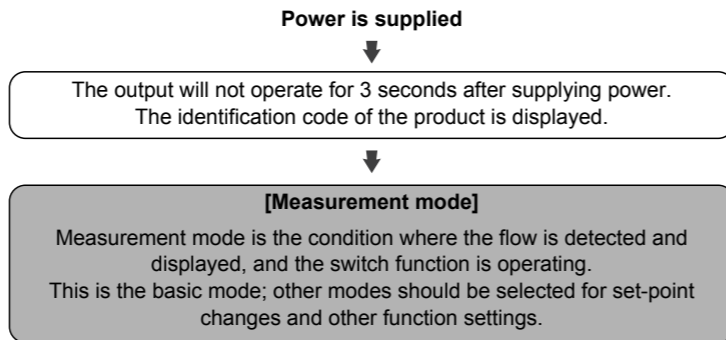 Power is supplied
The output will not operate for 3 seconds after supplying power.
The identification code of the product is displayed.
[Measurement mode]
Measurement mode is the condition where the flow is detected and
displayed, and the switch function is operating.
This is the basic mode; other modes should be selected for set-point
changes and other function settings.